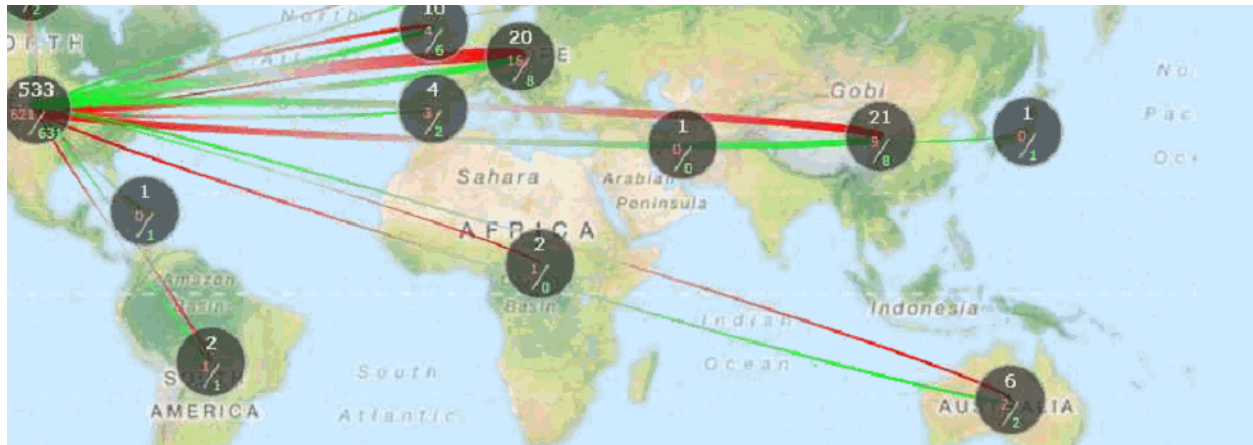 72
North
10
4/6
20
16/8
533
621/631
4
3/2
1
0/0
Gobi
21
9/8
1
0/1
Sahara
Arabian
Peninsula
1
0/1
AFRICA
2
1/0
Amazon
Basin
Basin
Indian
Ocean
Indonesia
2
1/1
SOUTH
AMERICA
South
Atlantic
6
2/2
AUSTRALIA